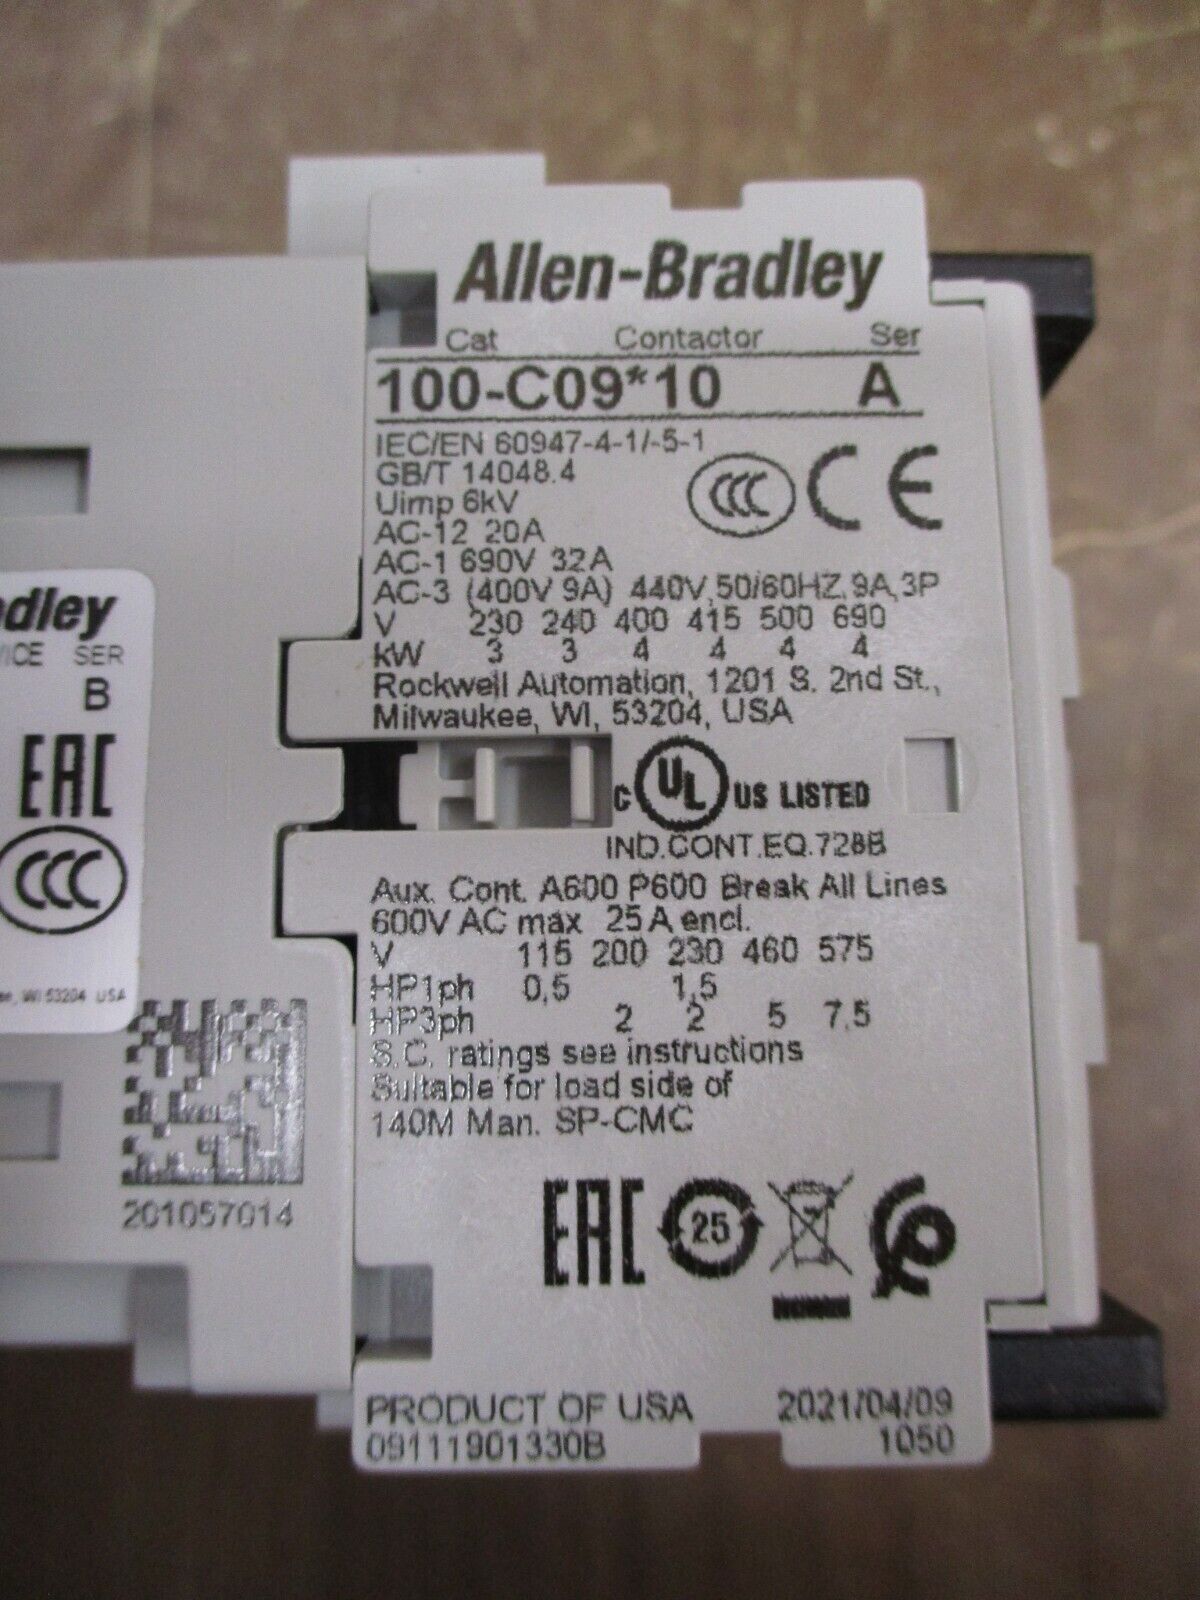 Allen-Bradley
Cat Contactor Ser
100-C09*10 A
IEC/EN 60947-4-1/-5-1
GB/T 14048.4
Uimp 6kV
AC-12 20A
AC-1 690V 32A
AC-3 (400V 9A) 440V,50/60HZ,9A,3P
V 230 240 400 415 500 690
kW 3 3 4 4 4 4
Rockwell Automation, 1201 S. 2nd St.,
Milwaukee, WI, 53204, USA
CCC CE
C UL US LISTED
IND.CONT.EQ.728B
Aux. Cont. A600 P600 Break All Lines
600V AC max 25A encl.
V 115 200 230 460 575
HP1ph 0,5 1,5
HP3ph 2 2 5 7,5
S.C. ratings see instructions
Suitable for load side of
140M Man. SP-CMC
EAC 25
PRODUCT OF USA 2021/04/09
09111901330B 1050
adley
VICE SER
B
EAC
CCC
ee, WI 53204 USA
201057014